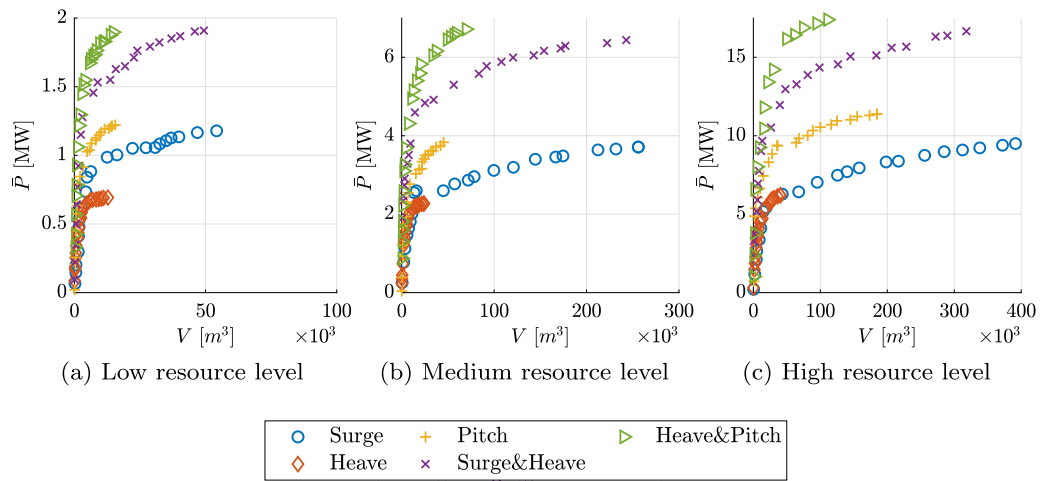 2
1.5
1
0.5
0
P̄ [MW]
0 50 100
V [m³] ×10³
(a) Low resource level
6
4
2
0
P̄ [MW]
0 100 200 300
V [m³] ×10³
(b) Medium resource level
15
10
5
0
P̄ [MW]
0 100 200 300 400
V [m³] ×10³
(c) High resource level
Surge Pitch Heave&Pitch
Heave Surge&Heave